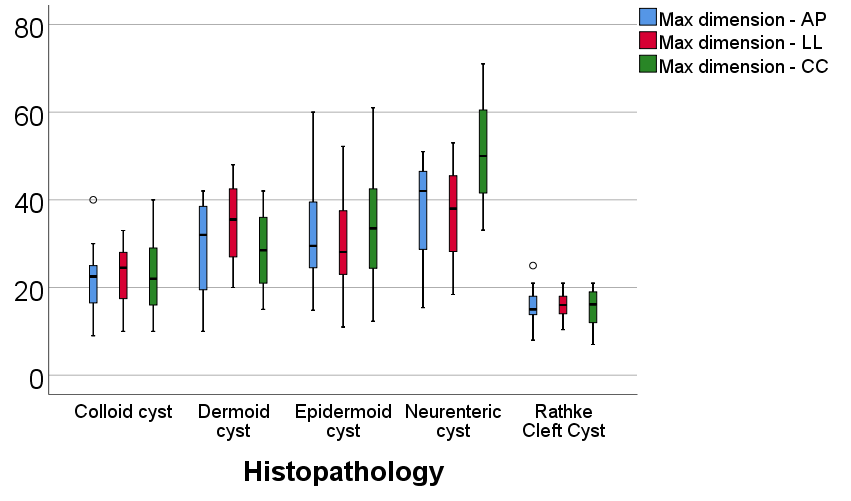 80
60
40
20
0
Max dimension - AP
Max dimension - LL
Max dimension - CC
Colloid cyst
Dermoid
cyst
Epidermoid
cyst
Neurenteric
cyst
Rathke
Cleft Cyst
Histopathology